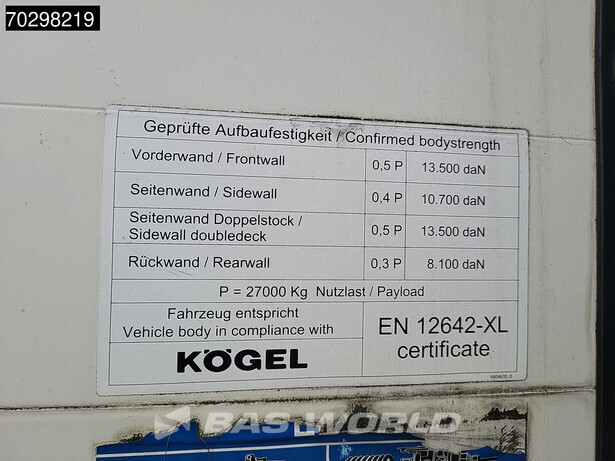 70298219
Geprüfte Aufbaufestigkeit / Confirmed bodystrength
Vorderwand / Frontwall 0,5 P 13.500 daN
Seitenwand / Sidewall 0,4 P 10.700 daN
Seitenwand Doppelstock /
Sidewall doubledeck 0,5 P 13.500 daN
Rückwand / Rearwall 0,3 P 8.100 daN
P = 27000 Kg Nutzlast / Payload
Fahrzeug entspricht
Vehicle body in compliance with
KÖGEL
EN 12642-XL
certificate
BAS WORLD